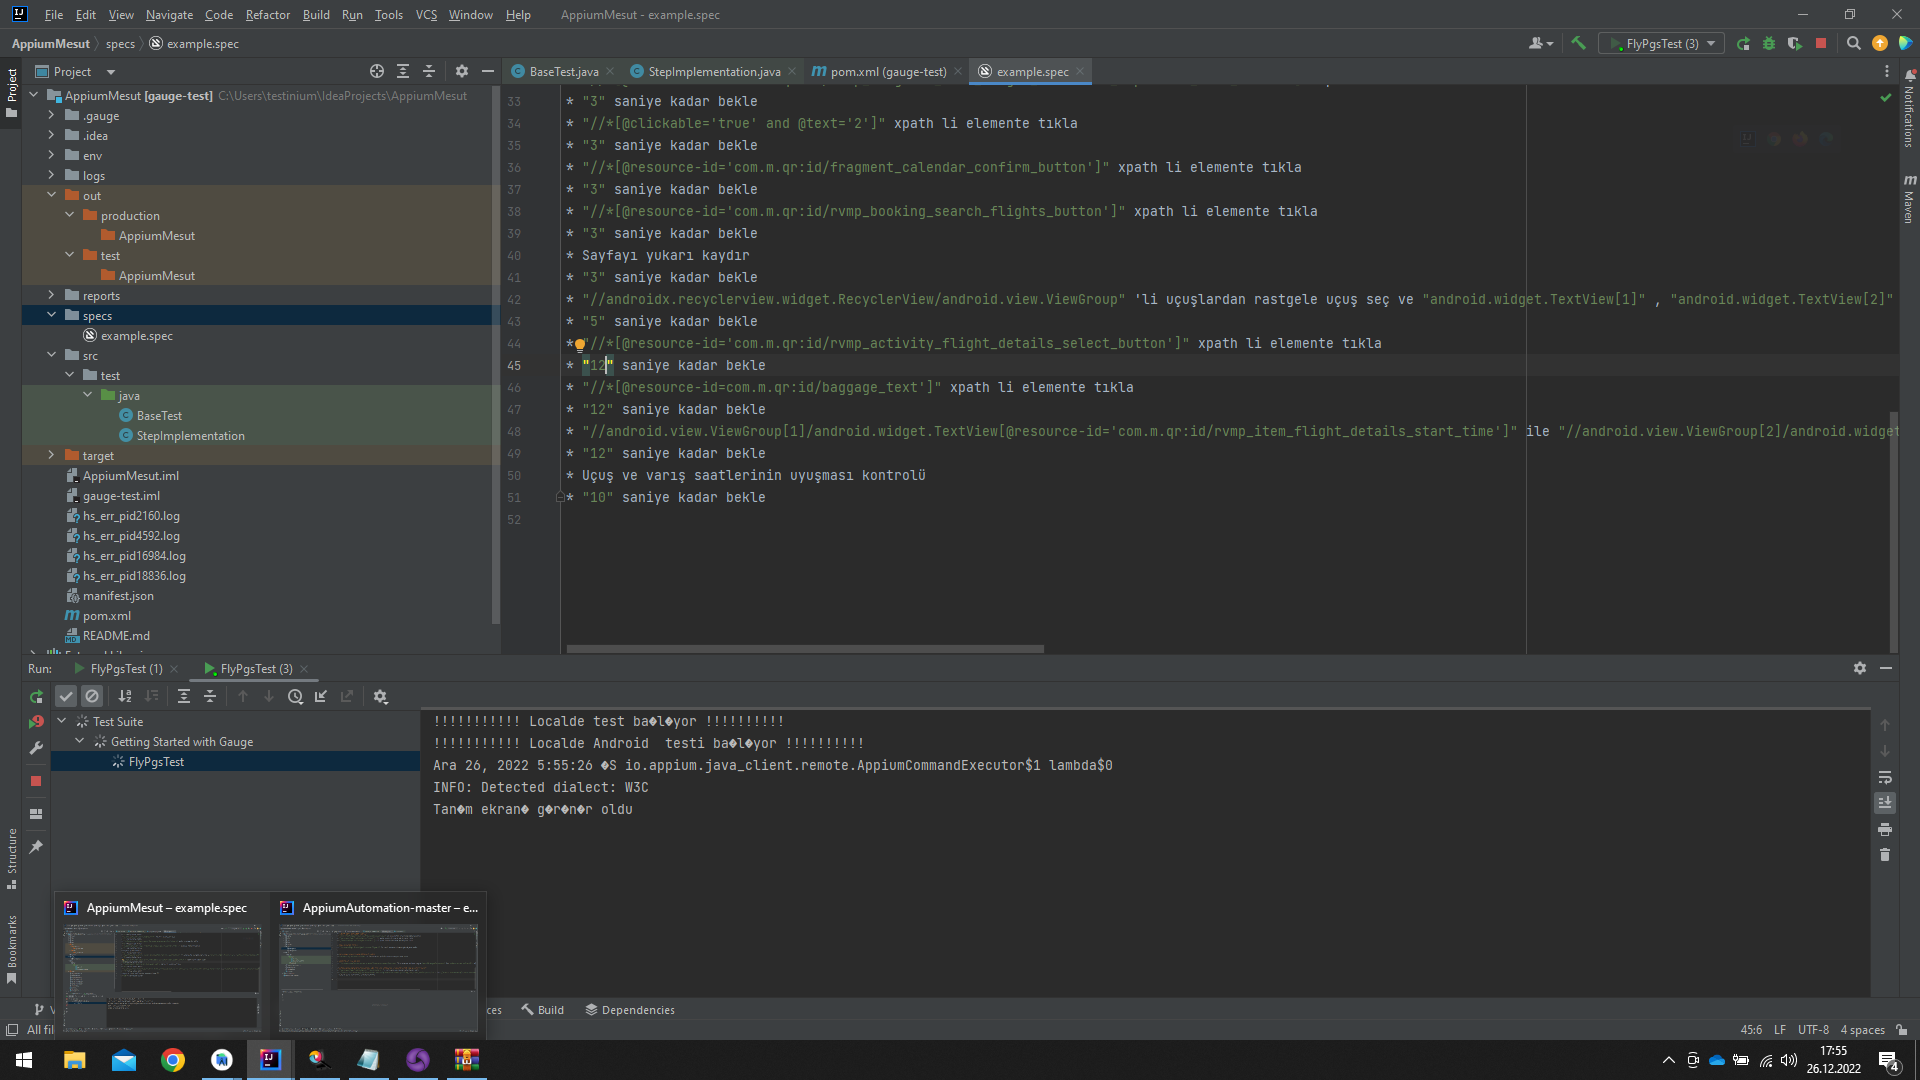 File Edit View Navigate Code Refactor Build Run Tools VCS Window Help AppiumMesut - example.spec
AppiumMesut specs example.spec FlyPgsTest (3)
Project
BaseTest.java StepImplementation.java pom.xml (gauge-test) example.spec
Project
AppiumMesut [gauge-test] C:\Users\testinium\IdeaProjects\AppiumMesut
.gauge
.idea
env
logs
out
production
AppiumMesut
test
AppiumMesut
reports
specs
example.spec
src
test
java
BaseTest
StepImplementation
target
AppiumMesut.iml
gauge-test.iml
hs_err_pid2160.log
hs_err_pid4592.log
hs_err_pid16984.log
hs_err_pid18836.log
manifest.json
pom.xml
README.md
33 * "3" saniye kadar bekle
34 * "//*[@clickable='true' and @text='2']" xpath li elemente tıkla
35 * "3" saniye kadar bekle
36 * "//*[@resource-id='com.m.qr:id/fragment_calendar_confirm_button']" xpath li elemente tıkla
37 * "3" saniye kadar bekle
38 * "//*[@resource-id='com.m.qr:id/rvmp_booking_search_flights_button']" xpath li elemente tıkla
39 * "3" saniye kadar bekle
40 * Sayfayı yukarı kaydır
41 * "3" saniye kadar bekle
42 * "//androidx.recyclerview.widget.RecyclerView/android.view.ViewGroup" 'li uçuşlardan rastgele uçuş seç ve "android.widget.TextView[1]" , "android.widget.TextView[2]"
43 * "5" saniye kadar bekle
44 * "//*[@resource-id='com.m.qr:id/rvmp_activity_flight_details_select_button']" xpath li elemente tıkla
45 * "12" saniye kadar bekle
46 * "//*[@resource-id=com.m.qr:id/baggage_text']" xpath li elemente tıkla
47 * "12" saniye kadar bekle
48 * "//android.view.ViewGroup[1]/android.widget.TextView[@resource-id='com.m.qr:id/rvmp_item_flight_details_start_time']" ile "//android.view.ViewGroup[2]/android.widget
49 * "12" saniye kadar bekle
50 * Uçuş ve varış saatlerinin uyuşması kontrolü
51 * "10" saniye kadar bekle
52
Notifications
Maven
Run: FlyPgsTest (1) FlyPgsTest (3)
Test Suite
Getting Started with Gauge
FlyPgsTest
!!!!!!!!!!! Localde test ba�l�yor !!!!!!!!!!
!!!!!!!!!!! Localde Android  testi ba�l�yor !!!!!!!!!!
Ara 26, 2022 5:55:26 �S io.appium.java_client.remote.AppiumCommandExecutor$1 lambda$0
INFO: Detected dialect: W3C
Tan�m ekran� g�r�n�r oldu
Structure
Bookmarks
AppiumMesut – example.spec AppiumAutomation-master – e...
ces Build Dependencies
All fil 45:6 LF UTF-8 4 spaces
17:55
26.12.2022
4